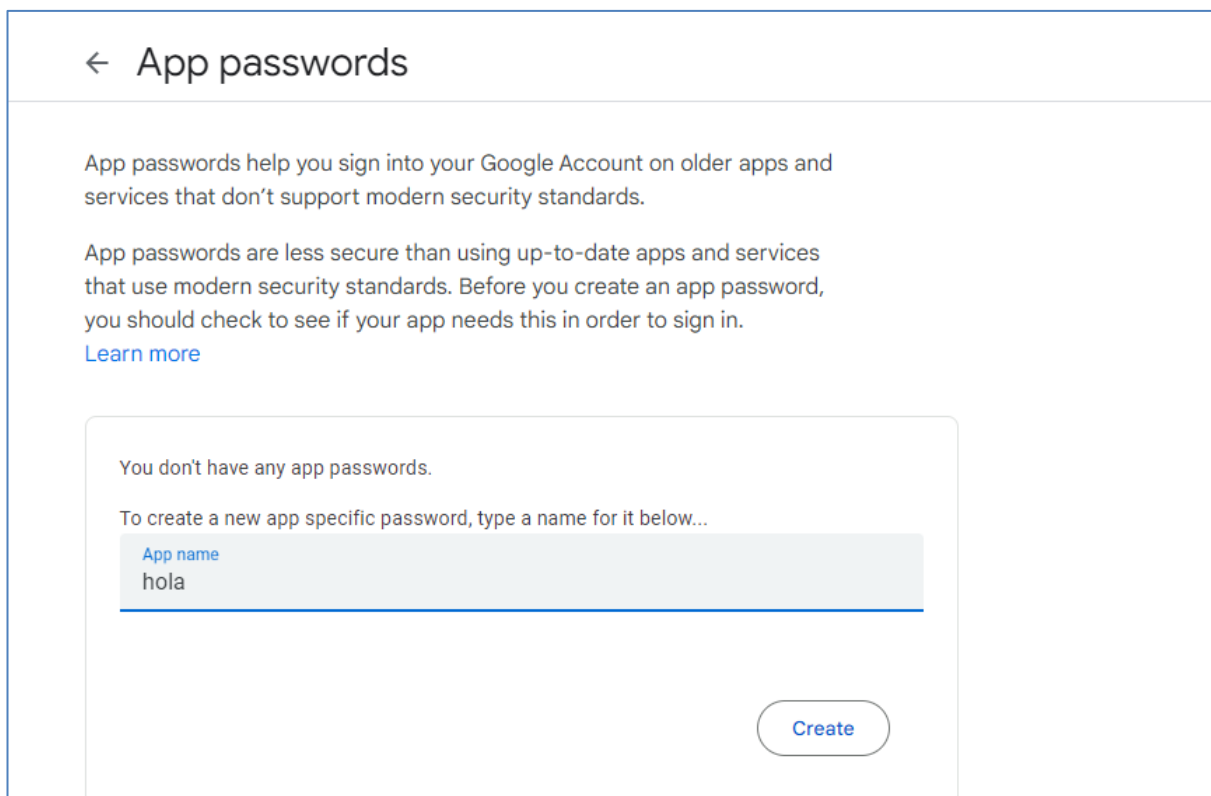 App passwords
App passwords help you sign into your Google Account on older apps and
services that don’t support modern security standards.
App passwords are less secure than using up-to-date apps and services
that use modern security standards. Before you create an app password,
you should check to see if your app needs this in order to sign in.
Learn more
You don't have any app passwords.
To create a new app specific password, type a name for it below...
App name
hola
Create